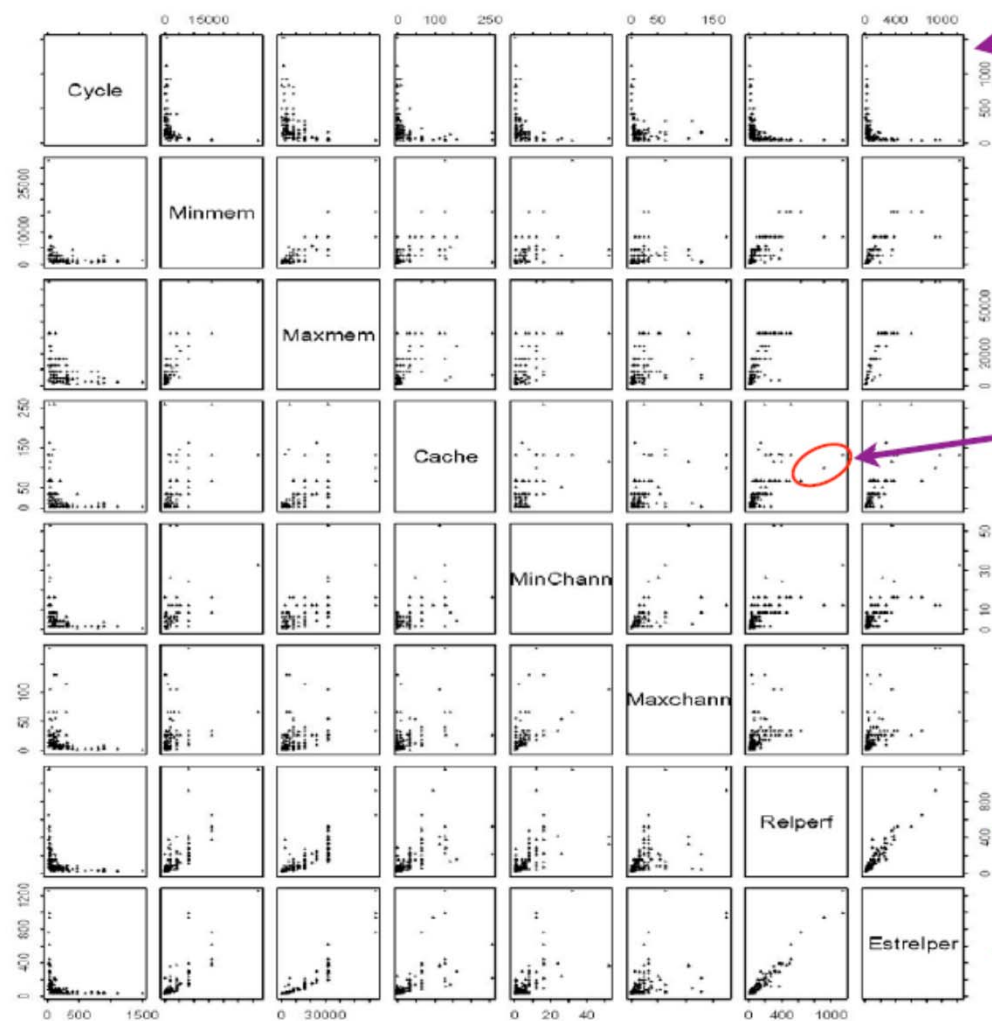 0 15000 0 100 250 0 50 150 0 400 1000
Cycle
0 500 1000
Minmem
0 10000 25000
Maxmem
0 20000 50000
Cache
0 50 150 250
MinChann
0 10 30 50
Maxchann
0 50 100
Relperf
0 400 800
Estrelper
0 400 800 1200
0 500 1500 0 30000 0 20 40 0 400 1000